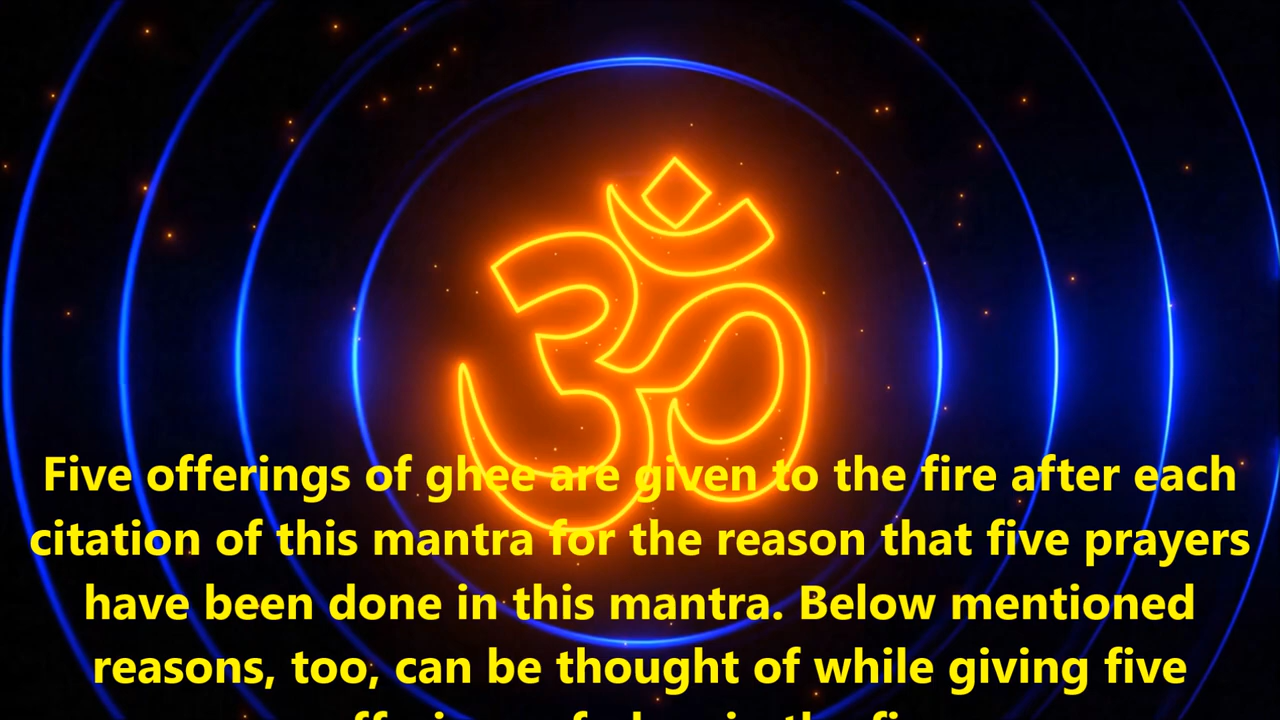 ॐ
Five offerings of ghee are given to the fire after each
citation of this mantra for the reason that five prayers
have been done in this mantra. Below mentioned
reasons, too, can be thought of while giving five